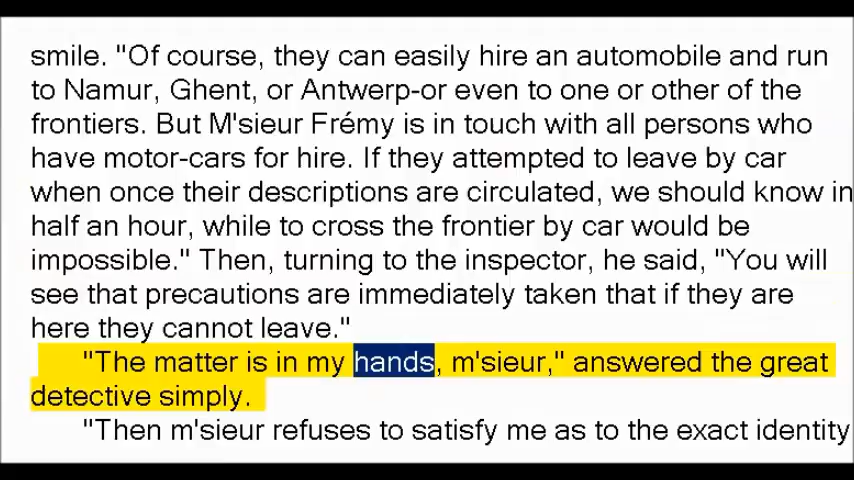 smile. "Of course, they can easily hire an automobile and run
to Namur, Ghent, or Antwerp-or even to one or other of the
frontiers. But M'sieur Frémy is in touch with all persons who
have motor-cars for hire. If they attempted to leave by car
when once their descriptions are circulated, we should know in
half an hour, while to cross the frontier by car would be
impossible." Then, turning to the inspector, he said, "You will
see that precautions are immediately taken that if they are
here they cannot leave."
"The matter is in my hands, m'sieur," answered the great
detective simply.
"Then m'sieur refuses to satisfy me as to the exact identity